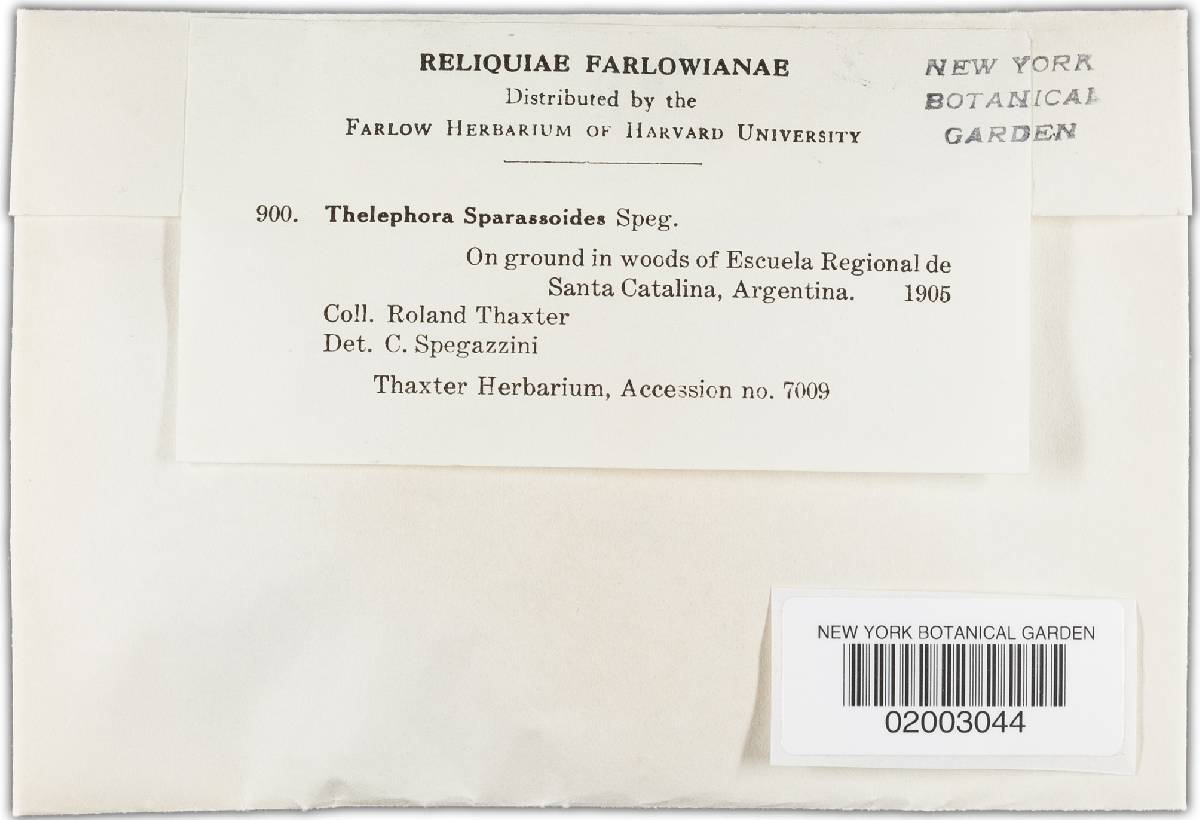 RELIQUIAE FARLOWIANAE
Distributed by the
FARLOW HERBARIUM OF HARVARD UNIVERSITY
NEW YORK
BOTANICAL
GARDEN
900. Thelephora Sparassoides Speg.
On ground in woods of Escuela Regional de
Santa Catalina, Argentina. 1905
Coll. Roland Thaxter
Det. C. Spegazzini
Thaxter Herbarium, Accession no. 7009
NEW YORK BOTANICAL GARDEN
02003044